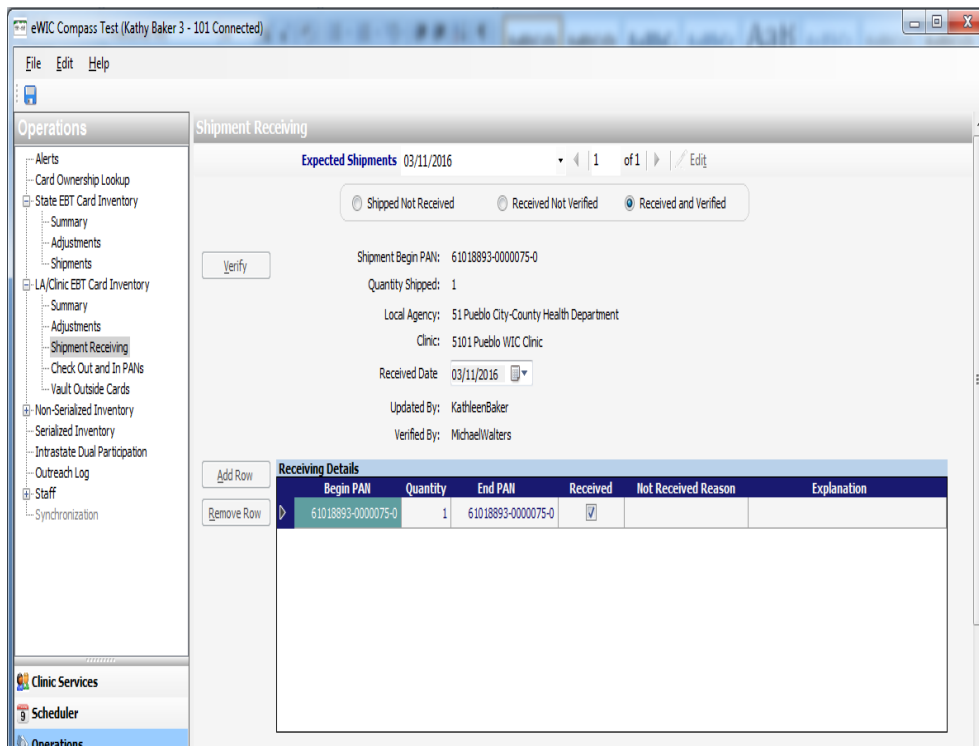 eWIC Compass Test (Kathy Baker 3 - 101 Connected)
File Edit Help
Operations
Alerts
Card Ownership Lookup
State EBT Card Inventory
Summary
Adjustments
Shipments
LA/Clinic EBT Card Inventory
Summary
Adjustments
Shipment Receiving
Check Out and In PANs
Vault Outside Cards
Non-Serialized Inventory
Serialized Inventory
Intrastate Dual Participation
Outreach Log
Staff
Synchronization
Clinic Services
9 Scheduler
Operations
Shipment Receiving
Expected Shipments 03/11/2016 1 of 1 Edit
Shipped Not Received Received Not Verified Received and Verified
Verify
Shipment Begin PAN: 61018893-0000075-0
Quantity Shipped: 1
Local Agency: 51 Pueblo City-County Health Department
Clinic: 5101 Pueblo WIC Clinic
Received Date 03/11/2016
Updated By: KathleenBaker
Verified By: MichaelWalters
Add Row
Remove Row
Receiving Details
Begin PAN Quantity End PAN Received Not Received Reason Explanation
61018893-0000075-0 1 61018893-0000075-0